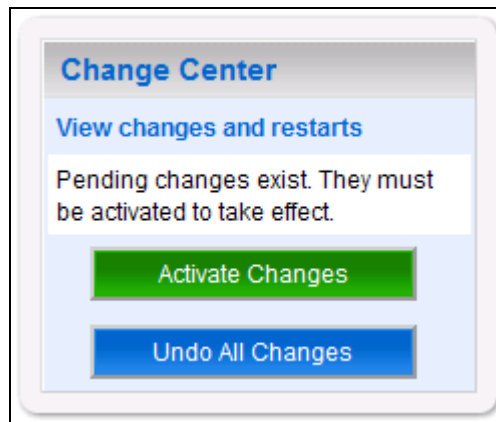 Change Center
View changes and restarts
Pending changes exist. They must
be activated to take effect.
Activate Changes
Undo All Changes